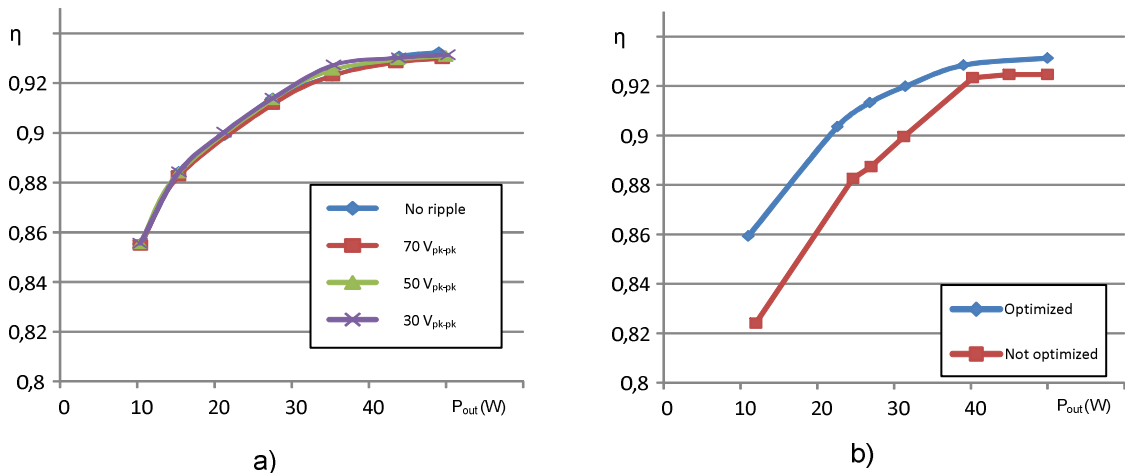 η
0,92
0,9
0,88
0,86
0,84
0,82
0,8
0
10
20
30
40
Pout (W)
No ripple
70 Vpk-pk
50 Vpk-pk
30 Vpk-pk
a)
η
0,92
0,9
0,88
0,86
0,84
0,82
0,8
0
10
20
30
40
Pout (W)
Optimized
Not optimized
b)